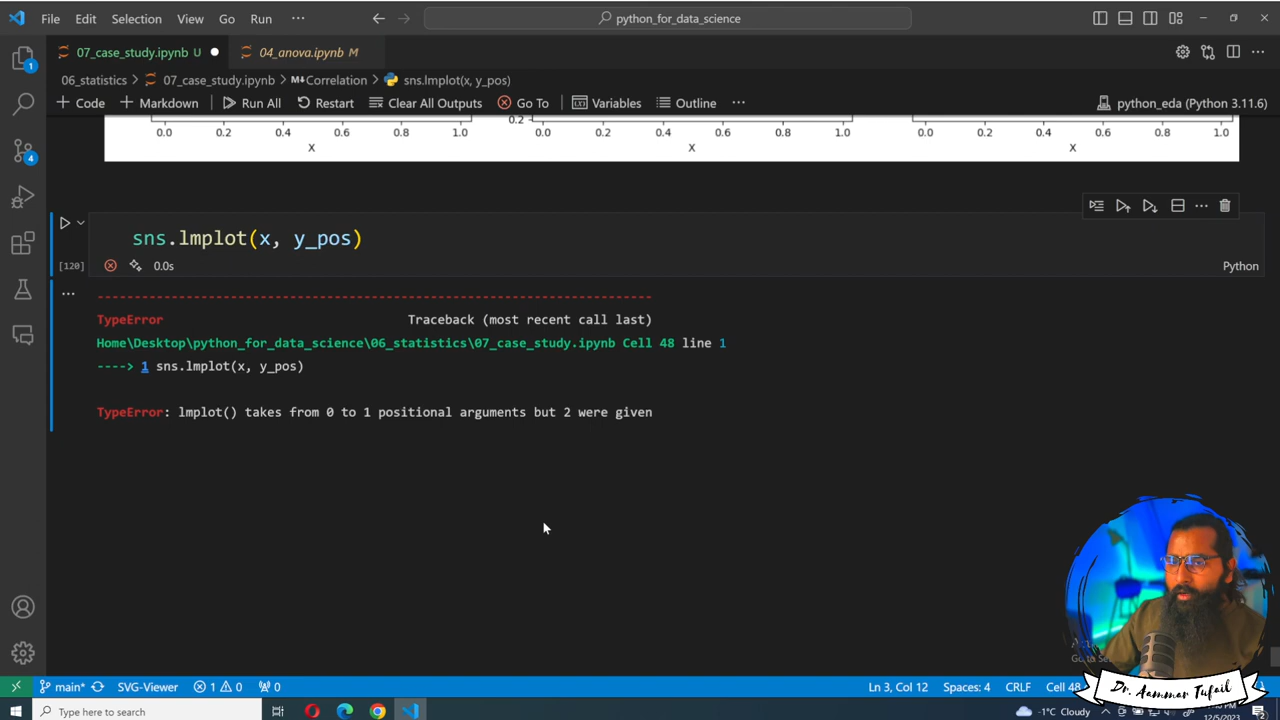 File Edit Selection View Go Run ··· python_for_data_science
07_case_study.ipynb U 04_anova.ipynb M
06_statistics > 07_case_study.ipynb > M↓Correlation > sns.lmplot(x, y_pos)
+ Code + Markdown Run All Restart Clear All Outputs Go To Variables Outline ··· python_eda (Python 3.11.6)
0.2
0.0 0.2 0.4 0.6 0.8 1.0 0.0 0.2 0.4 0.6 0.8 1.0 0.0 0.2 0.4 0.6 0.8 1.0
X X X
sns.lmplot(x, y_pos)
[120] 0.0s Python
TypeError Traceback (most recent call last)
Home\Desktop\python_for_data_science\06_statistics\07_case_study.ipynb Cell 48 line 1
----> 1 sns.lmplot(x, y_pos)
TypeError: lmplot() takes from 0 to 1 positional arguments but 2 were given
1
4
Dr. Aammar Tufail
main* SVG-Viewer 1 0 0 Ln 3, Col 12 Spaces: 4 CRLF Cell 48
Type here to search -1°C Cloudy